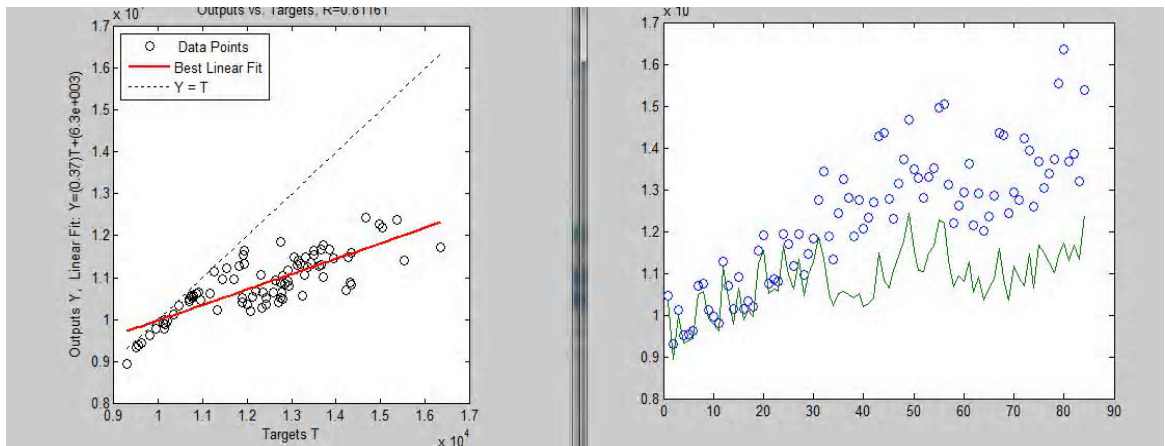 x 10
Outputs vs. Targets, R=0.81161
1.7
1.6
1.5
1.4
1.3
1.2
1.1
1
0.9
0.8
Data Points
Best Linear Fit
Y = T
Outputs Y , Linear Fit: Y=(0.37)T+(6.3e+003)
0.9 1 1.1 1.2 1.3 1.4 1.5 1.6 1.7
Targets T
x 10⁴
x 10
1.7
1.6
1.5
1.4
1.3
1.2
1.1
1
0.9
0.8
0 10 20 30 40 50 60 70 80 90